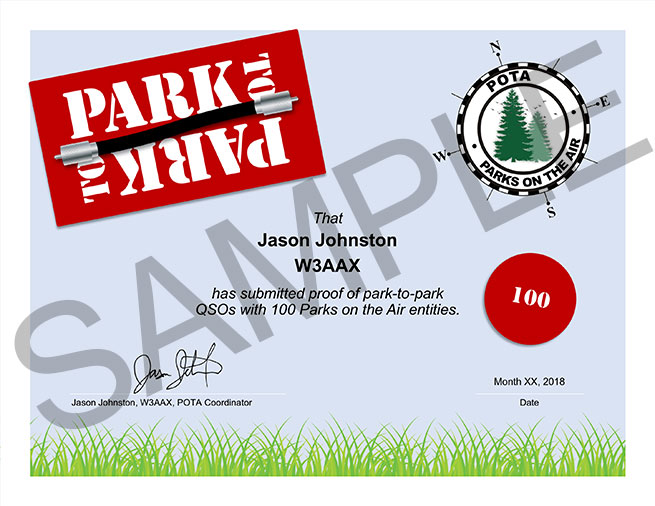 PARK
TO
PARK
TO
N
E
S
W
POTA
PARKS ON THE AIR
SAMPLE
That
Jason Johnston
W3AAX
has submitted proof of park-to-park
QSOs with 100 Parks on the Air entities.
100
Jason Johnston, W3AAX, POTA Coordinator
Month XX, 2018
Date